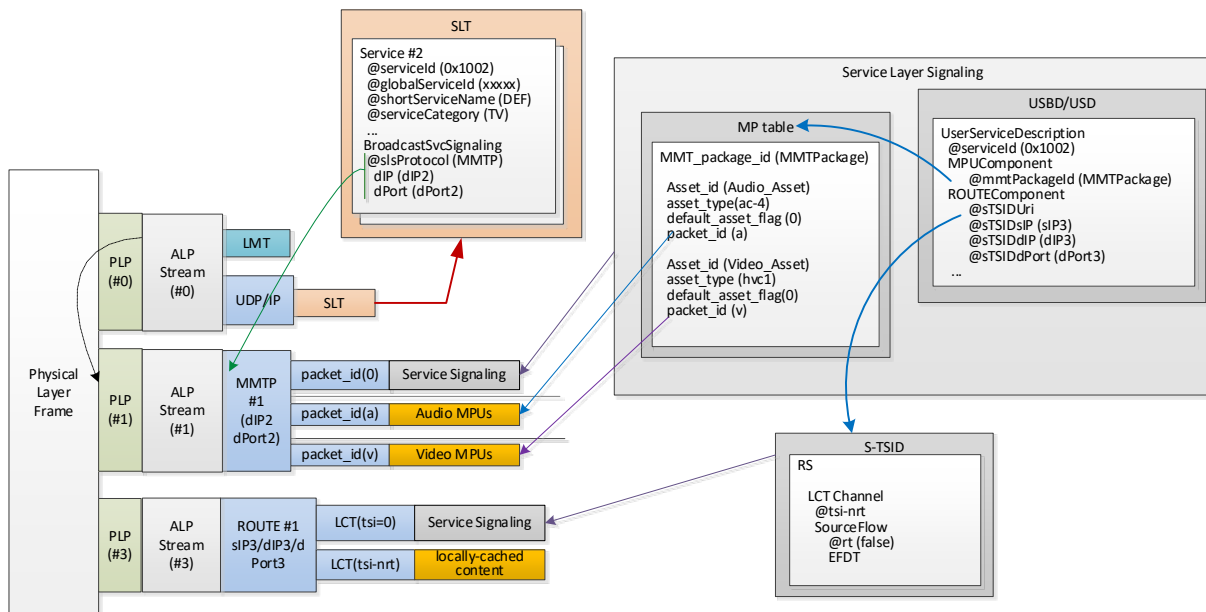 SLT
Service #2
@serviceId (0x1002)
@globalServiceId (xxxxx)
@shortServiceName (DEF)
@serviceCategory (TV)
...
BroadcastSvcSignaling
@slsProtocol (MMTP)
dIP (dIP2)
dPort (dPort2)
Service Layer Signaling
MP table
MMT_package_id (MMTPackage)
Asset_id (Audio_Asset)
asset_type(ac-4)
default_asset_flag (0)
packet_id (a)
Asset_id (Video_Asset)
asset_type (hvc1)
default_asset_flag(0)
packet_id (v)
USBD/USD
UserServiceDescription
@serviceId (0x1002)
MPUComponent
@mmtPackageId (MMTPackage)
ROUTEComponent
@sTSIDUri
@sTSIDsIP (sIP3)
@sTSIDdIP (dIP3)
@sTSIDdPort (dPort3)
...
Physical
Layer
Frame
PLP
(#0)
ALP
Stream
(#0)
LMT
UDP/IP
SLT
PLP
(#1)
ALP
Stream
(#1)
MMTP
#1
(dIP2
dPort2)
packet_id(0)
Service Signaling
packet_id(a)
Audio MPUs
packet_id(v)
Video MPUs
PLP
(#3)
ALP
Stream
(#3)
ROUTE #1
sIP3/dIP3/d
Port3
LCT(tsi=0)
Service Signaling
LCT(tsi-nrt)
locally-cached
content
S-TSID
RS
LCT Channel
@tsi-nrt
SourceFlow
@rt (false)
EFDT